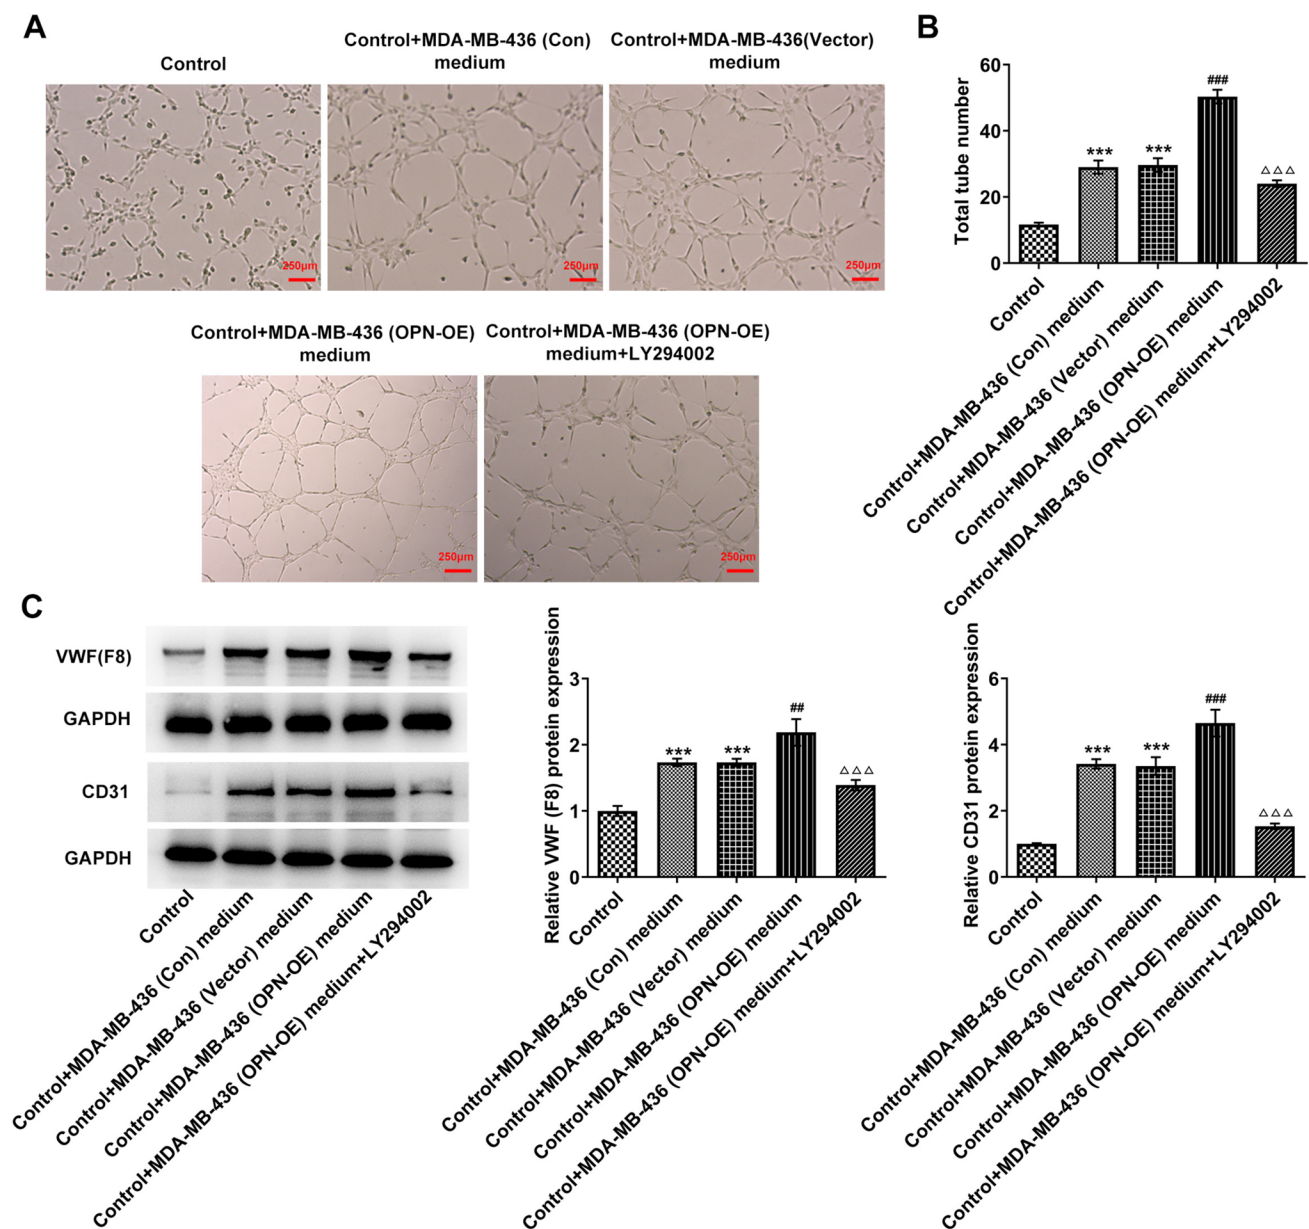 A
Control
Control+MDA-MB-436 (Con)
medium
Control+MDA-MB-436(Vector)
medium
250μm
250μm
250μm
Control+MDA-MB-436 (OPN-OE)
medium
Control+MDA-MB-436 (OPN-OE)
medium+LY294002
250μm
250μm
B
Total tube number
60
40
20
0
***
***
###
△△△
Control
Control+MDA-MB-436 (Con) medium
Control+MDA-MB-436 (Vector) medium
Control+MDA-MB-436 (OPN-OE) medium
Control+MDA-MB-436 (OPN-OE) medium+LY294002
C
VWF(F8)
GAPDH
CD31
GAPDH
Control
Control+MDA-MB-436 (Con) medium
Control+MDA-MB-436 (Vector) medium
Control+MDA-MB-436 (OPN-OE) medium
Control+MDA-MB-436 (OPN-OE) medium+LY294002
Relative VWF (F8) protein expression
3
2
1
0
***
***
##
△△△
Control
Control+MDA-MB-436 (Con) medium
Control+MDA-MB-436 (Vector) medium
Control+MDA-MB-436 (OPN-OE) medium
Control+MDA-MB-436 (OPN-OE) medium+LY294002
Relative CD31 protein expression
6
4
2
0
***
***
###
△△△
Control
Control+MDA-MB-436 (Con) medium
Control+MDA-MB-436 (Vector) medium
Control+MDA-MB-436 (OPN-OE) medium
Control+MDA-MB-436 (OPN-OE) medium+LY294002